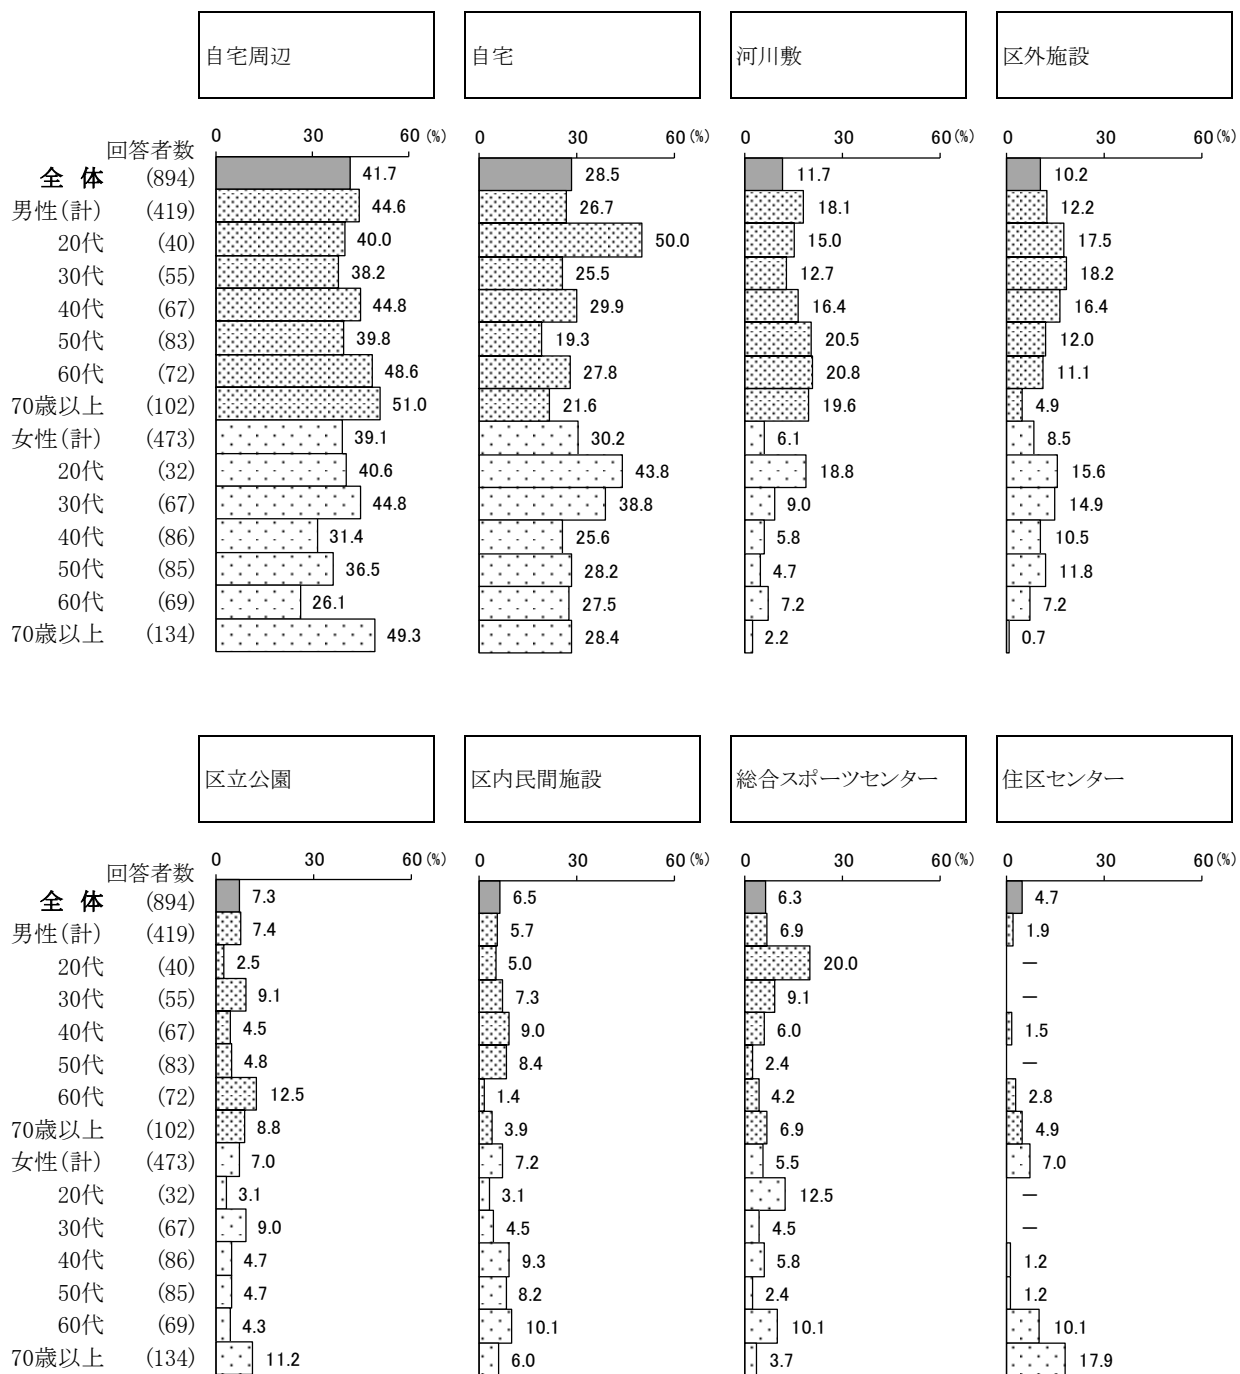 自宅周辺 自宅 河川敷 区外施設
0 30 60(%) 0 30 60(%) 0 30 60(%) 0 30 60(%)
回答者数
全 体 (894) 41.7 28.5 11.7 10.2
男性(計) (419) 44.6 26.7 18.1 12.2
20代 (40) 40.0 50.0 15.0 17.5
30代 (55) 38.2 25.5 12.7 18.2
40代 (67) 44.8 29.9 16.4 16.4
50代 (83) 39.8 19.3 20.5 12.0
60代 (72) 48.6 27.8 20.8 11.1
70歳以上 (102) 51.0 21.6 19.6 4.9
女性(計) (473) 39.1 30.2 6.1 8.5
20代 (32) 40.6 43.8 18.8 15.6
30代 (67) 44.8 38.8 9.0 14.9
40代 (86) 31.4 25.6 5.8 10.5
50代 (85) 36.5 28.2 4.7 11.8
60代 (69) 26.1 27.5 7.2 7.2
70歳以上 (134) 49.3 28.4 2.2 0.7
区立公園 区内民間施設 総合スポーツセンター 住区センター
0 30 60(%) 0 30 60(%) 0 30 60(%) 0 30 60(%)
回答者数
全 体 (894) 7.3 6.5 6.3 4.7
男性(計) (419) 7.4 5.7 6.9 1.9
20代 (40) 2.5 5.0 20.0 －
30代 (55) 9.1 7.3 9.1 －
40代 (67) 4.5 9.0 6.0 1.5
50代 (83) 4.8 8.4 2.4 －
60代 (72) 12.5 1.4 4.2 2.8
70歳以上 (102) 8.8 3.9 6.9 4.9
女性(計) (473) 7.0 7.2 5.5 7.0
20代 (32) 3.1 3.1 12.5 －
30代 (67) 9.0 4.5 4.5 －
40代 (86) 4.7 9.3 5.8 1.2
50代 (85) 4.7 8.2 2.4 1.2
60代 (69) 4.3 10.1 10.1 10.1
70歳以上 (134) 11.2 6.0 3.7 17.9